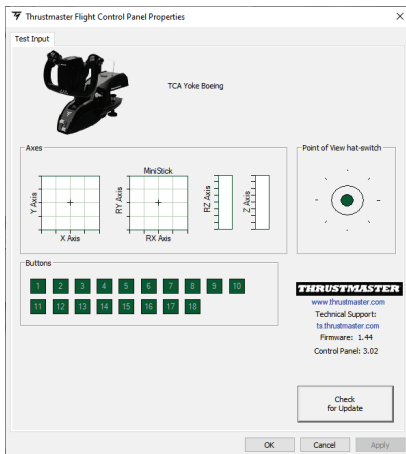 Thrustmaster Flight Control Panel Properties
Test Input
TCA Yoke Boeing
Axes
Y Axis
X Axis
MiniStick
RY Axis
RX Axis
RZ Axis
Z Axis
Point of View hat-switch
Buttons
1 2 3 4 5 6 7 8 9 10
11 12 13 14 15 16 17 18
THRUSTMASTER
www.thrustmaster.com
Technical Support:
ts.thrustmaster.com
Firmware: 1.44
Control Panel: 3.02
Check
for Update
OK Cancel Apply